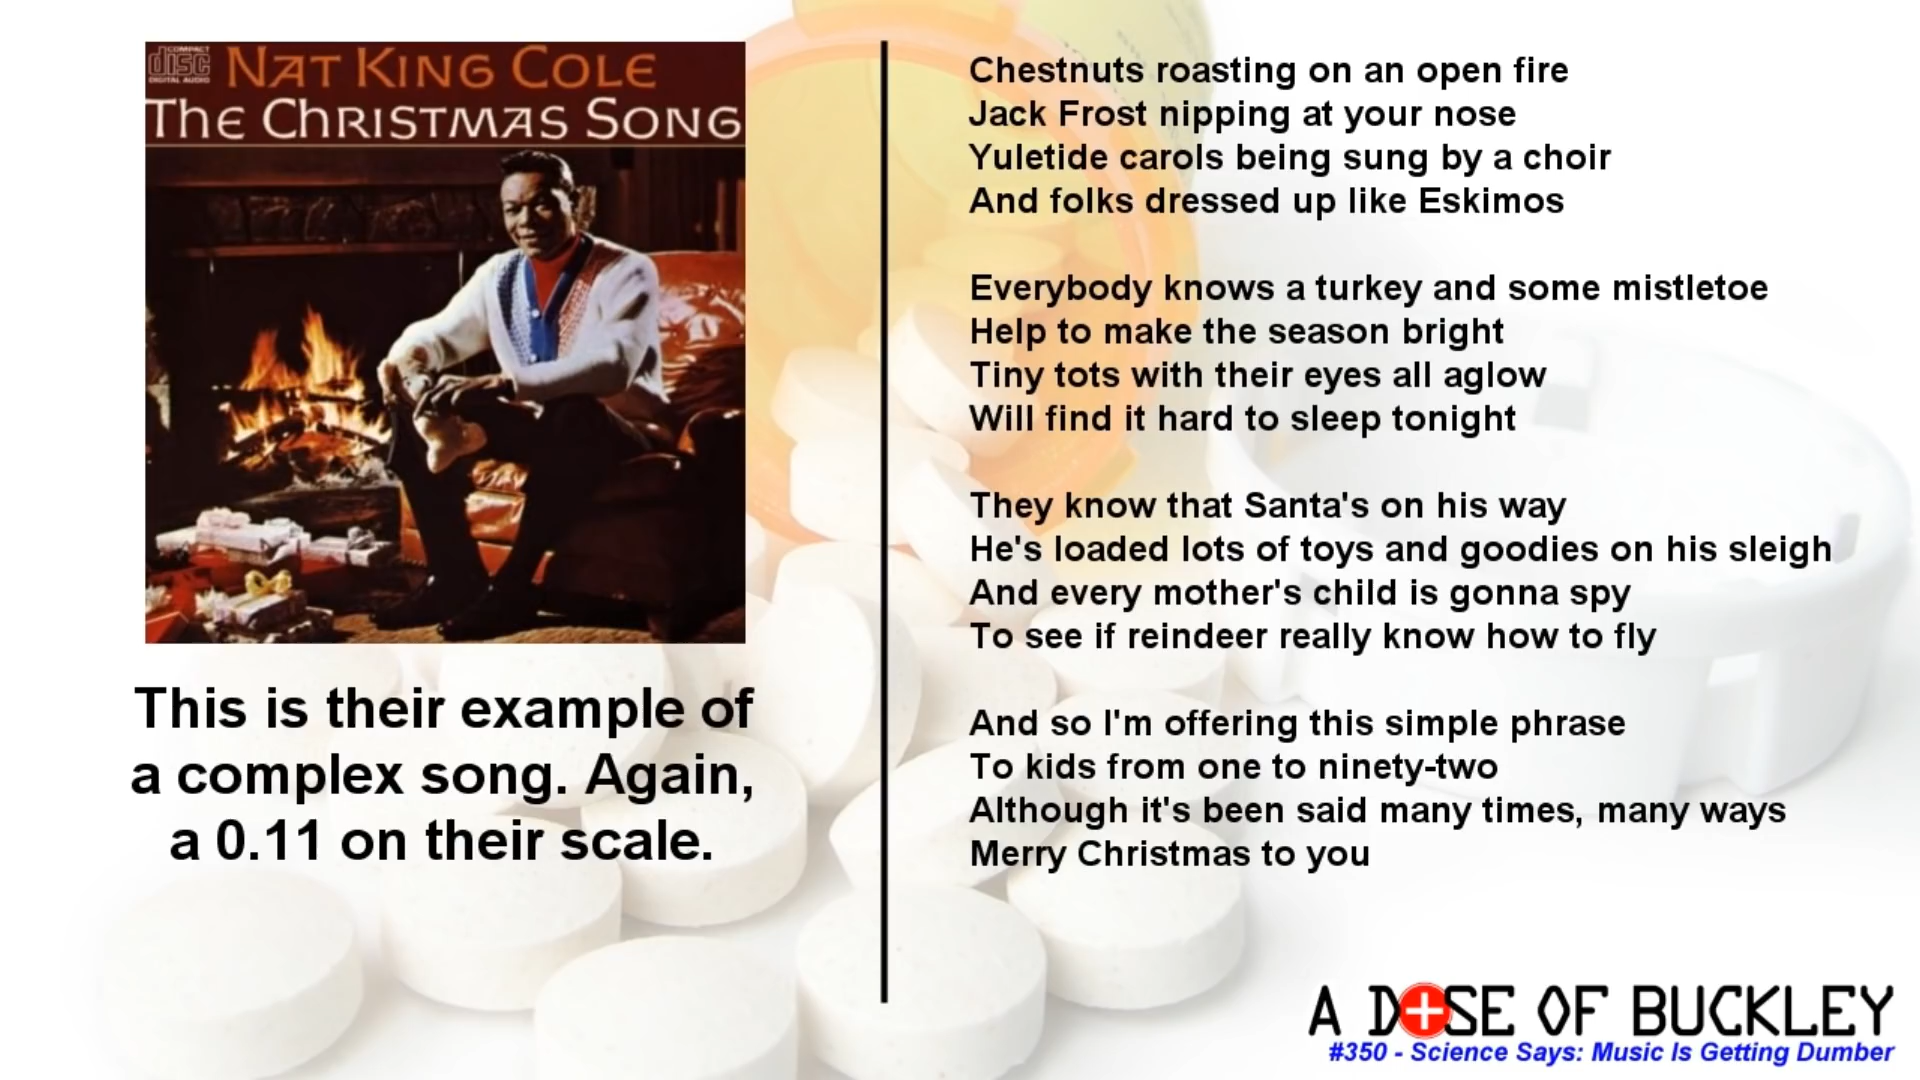 COMPACT
disc
DIGITAL AUDIO
NAT KING COLE
THE CHRISTMAS SONG
This is their example of
a complex song. Again,
a 0.11 on their scale.
Chestnuts roasting on an open fire
Jack Frost nipping at your nose
Yuletide carols being sung by a choir
And folks dressed up like Eskimos
Everybody knows a turkey and some mistletoe
Help to make the season bright
Tiny tots with their eyes all aglow
Will find it hard to sleep tonight
They know that Santa's on his way
He's loaded lots of toys and goodies on his sleigh
And every mother's child is gonna spy
To see if reindeer really know how to fly
And so I'm offering this simple phrase
To kids from one to ninety-two
Although it's been said many times, many ways
Merry Christmas to you
A DOSE OF BUCKLEY
#350 - Science Says: Music Is Getting Dumber